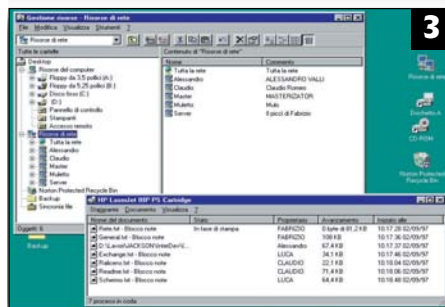 3
Gestione risorse - Risorse di rete
File Modifica Visualizza Strumenti ?
Risorse di rete
Tutte le cartelle
Contenuto di "Risorse di rete"
Desktop
Risorse del computer
Floppy da 3,5 pollici (A:)
Floppy da 5,25 pollici (B:)
Disco fisso (C:)
(D:)
Pannello di controllo
Stampanti
Accesso remoto
Risorse di rete
Tutta la rete
Alessandro
Claudio
Master
Muletto
Server
Norton Protected Recycle Bin
Backup
Sincronia file
Oggetti: 6
Nome Commento
Tutta la rete Tutta la rete
Alessandro ALESSANDRO VALLI
Claudio Claudio Romeo
Master MASTERIZATOR
Muletto Mulo
Server Il picci di Fabrizio
Risorse di rete
CD-ROM
Norton Protected
Recycle Bin
Backup
HP LaserJet IIIP PS Cartridge
Stampante Documento Visualizza ?
Nome del documento Stato Proprietario Avanzamento Iniziato alle
Rete.txt - Blocco note In fase di stampa FABRIZIO 0 byte di 81,2 KB 10.17.28 02/09/97
General.txt - Blocco note FABRIZIO 108 KB 10.17.36 02/09/97
Alessandro 67,4 KB 10.17.37 02/09/97
Exchange.txt - Blocco note LUCA 34,1 KB 10.17.46 02/09/97
CLAUDIO 22,1 KB 10.18.04 02/09/97
Readme.txt - Blocco note CLAUDIO 71,4 KB 10.18.06 02/09/97
Schermo.txt - Blocco note LUCA 64,4 KB 10.18.48 02/09/97
7 processi in coda